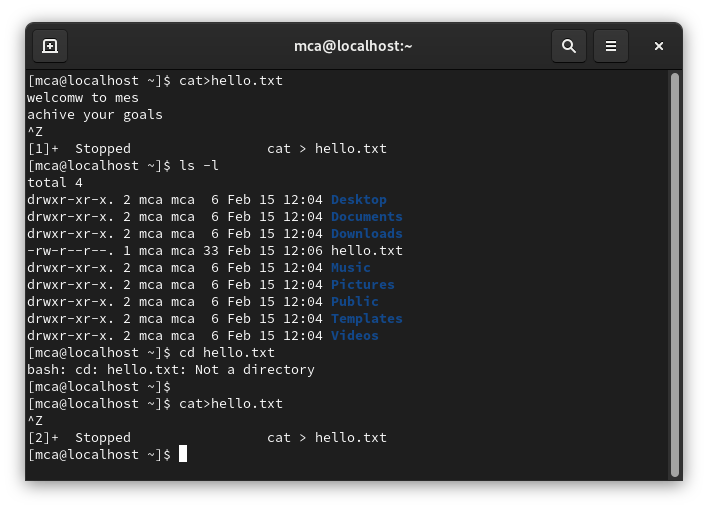 mca@localhost:~
[mca@localhost ~]$ cat>hello.txt
welcomw to mes
achive your goals
^Z
[1]+  Stopped                 cat > hello.txt
[mca@localhost ~]$ ls -l
total 4
drwxr-xr-x. 2 mca mca  6 Feb 15 12:04 Desktop
drwxr-xr-x. 2 mca mca  6 Feb 15 12:04 Documents
drwxr-xr-x. 2 mca mca  6 Feb 15 12:04 Downloads
-rw-r--r--. 1 mca mca 33 Feb 15 12:06 hello.txt
drwxr-xr-x. 2 mca mca  6 Feb 15 12:04 Music
drwxr-xr-x. 2 mca mca  6 Feb 15 12:04 Pictures
drwxr-xr-x. 2 mca mca  6 Feb 15 12:04 Public
drwxr-xr-x. 2 mca mca  6 Feb 15 12:04 Templates
drwxr-xr-x. 2 mca mca  6 Feb 15 12:04 Videos
[mca@localhost ~]$ cd hello.txt
bash: cd: hello.txt: Not a directory
[mca@localhost ~]$
[mca@localhost ~]$ cat>hello.txt
^Z
[2]+  Stopped                 cat > hello.txt
[mca@localhost ~]$